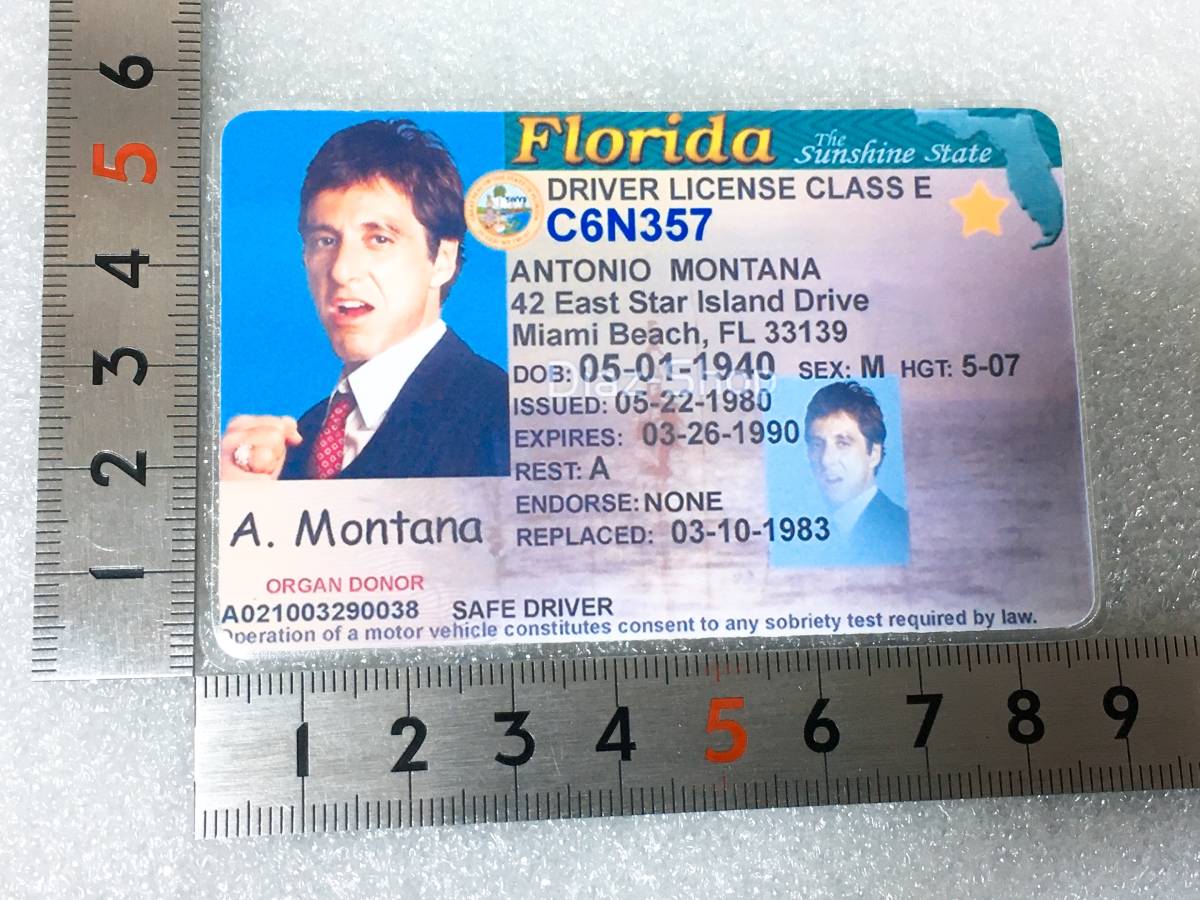 Florida The Sunshine State
DRIVER LICENSE CLASS E
C6N357
ANTONIO MONTANA
42 East Star Island Drive
Miami Beach, FL 33139
DOB: 05-01-1940 SEX: M HGT: 5-07
ISSUED: 05-22-1980
EXPIRES: 03-26-1990
REST: A
ENDORSE: NONE
REPLACED: 03-10-1983
A. Montana
ORGAN DONOR
A021003290038 SAFE DRIVER
Operation of a motor vehicle constitutes consent to any sobriety test required by law.
6
5
4
3
2
1
1 2 3 4 5 6 7 8 9